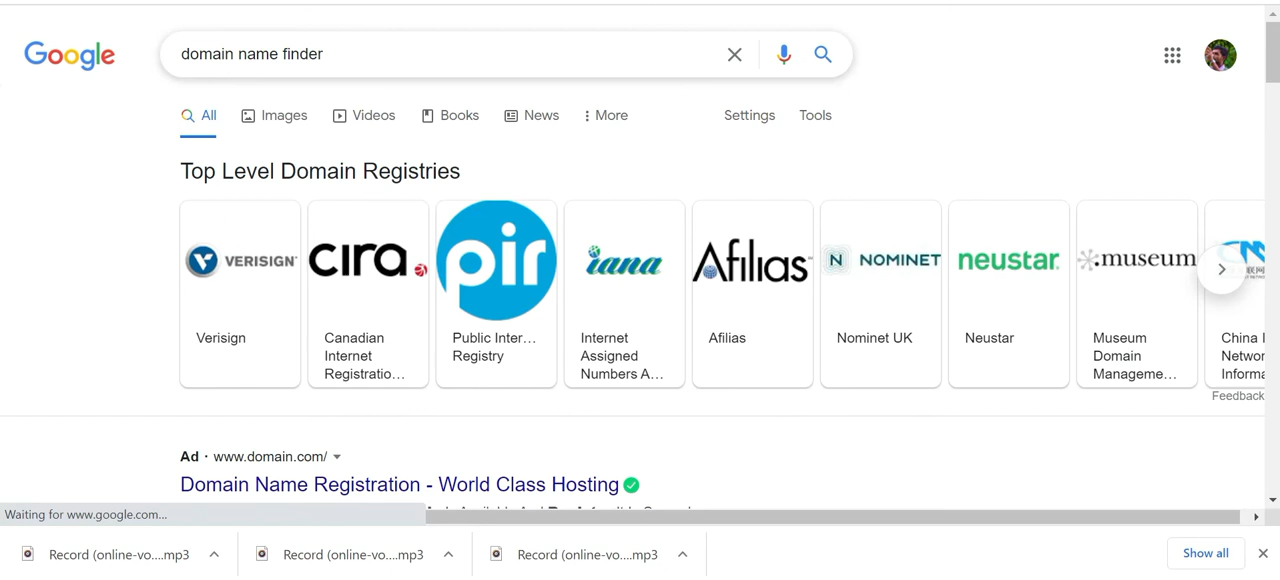 Google
domain name finder
All Images Videos Books News More Settings Tools
Top Level Domain Registries
VERISIGN
cira
pir
iana
Afilias
N NOMINET
neustar
.museum
Verisign
Canadian
Internet
Registratio…
Public Inter…
Registry
Internet
Assigned
Numbers A…
Afilias
Nominet UK
Neustar
Museum
Domain
Manageme…
China I
Networ
Informa
Feedback
Ad · www.domain.com/
Domain Name Registration - World Class Hosting
Waiting for www.google.com...
Record (online-vo....mp3
Record (online-vo....mp3
Record (online-vo....mp3
Show all